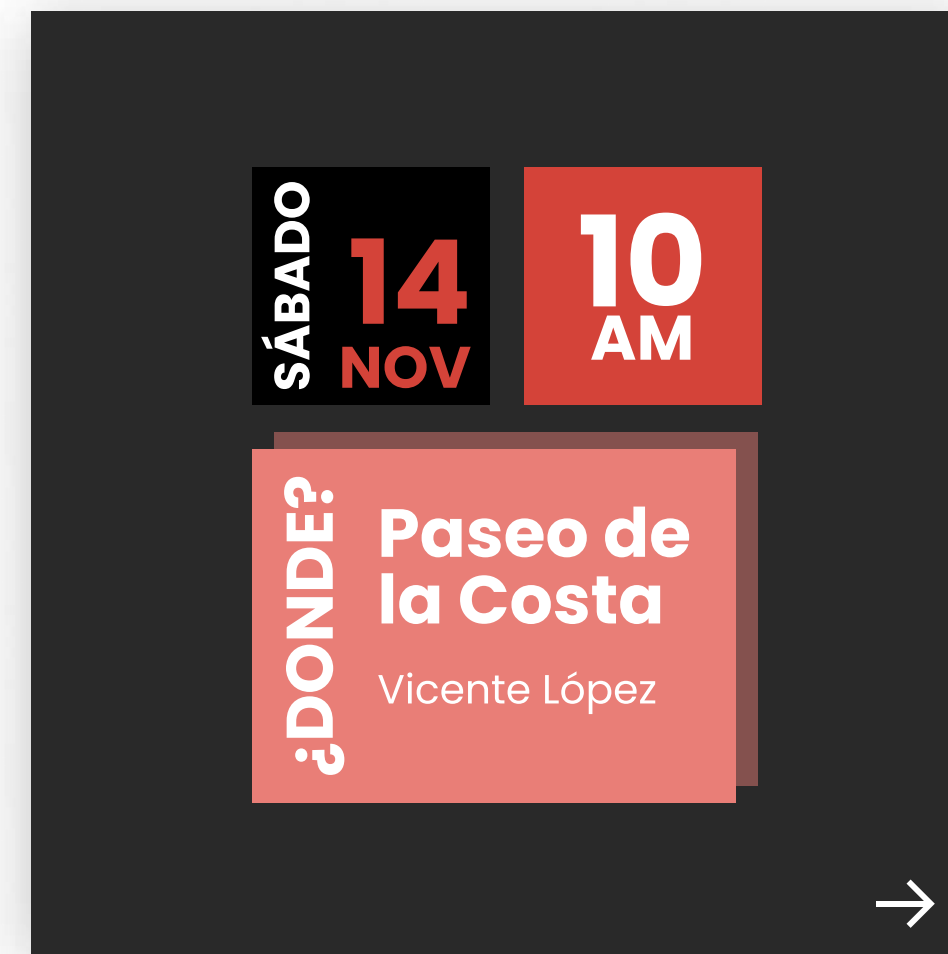 SÁBADO
14
NOV
10
AM
¿DONDE?
Paseo de
la Costa
Vicente López